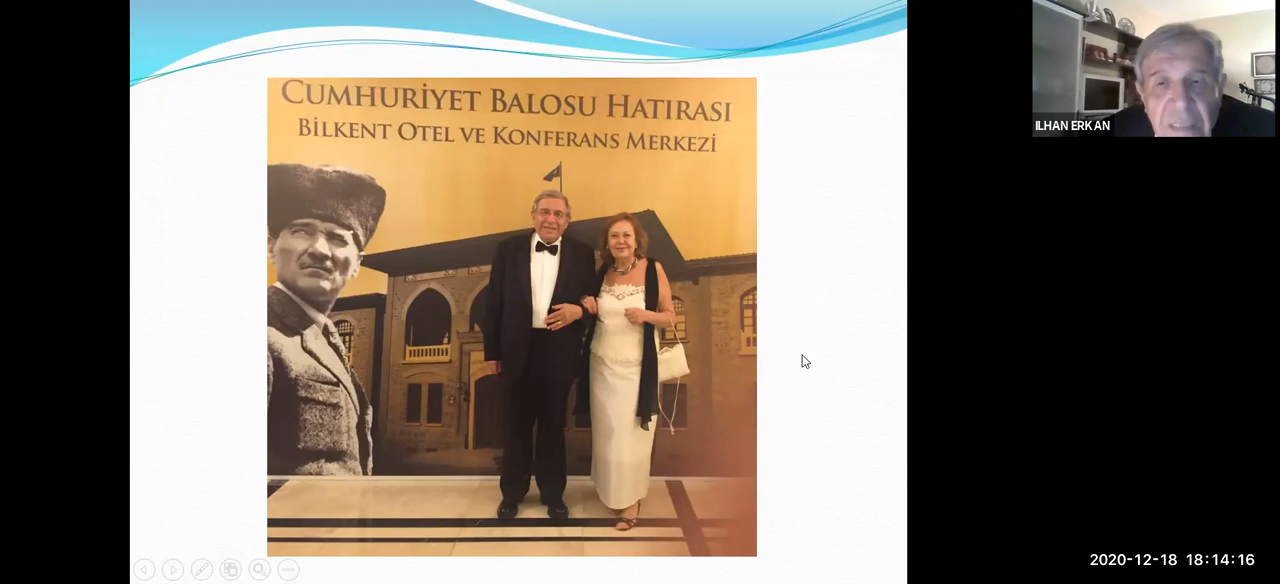 CUMHURİYET BALOSU HATIRASI
BİLKENT OTEL VE KONFERANS MERKEZİ
ILHAN ERKAN
2020-12-18 18:14:16